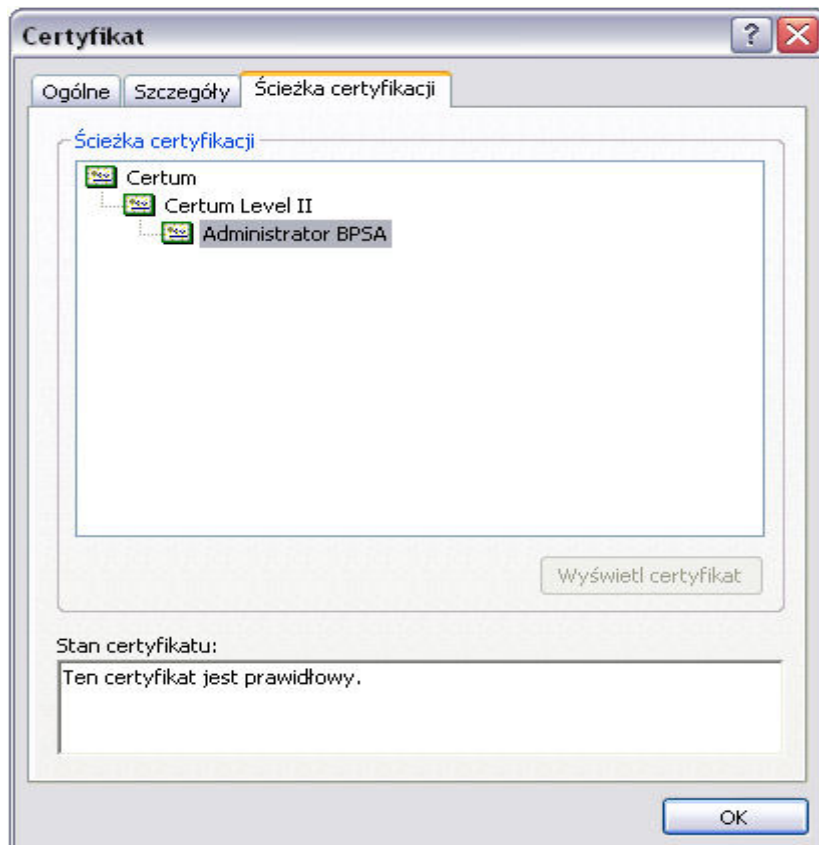 Certyfikat
Ogólne Szczegóły Ścieżka certyfikacji
Ścieżka certyfikacji
Certum
Certum Level II
Administrator BPSA
Wyświetl certyfikat
Stan certyfikatu:
Ten certyfikat jest prawidłowy.
OK